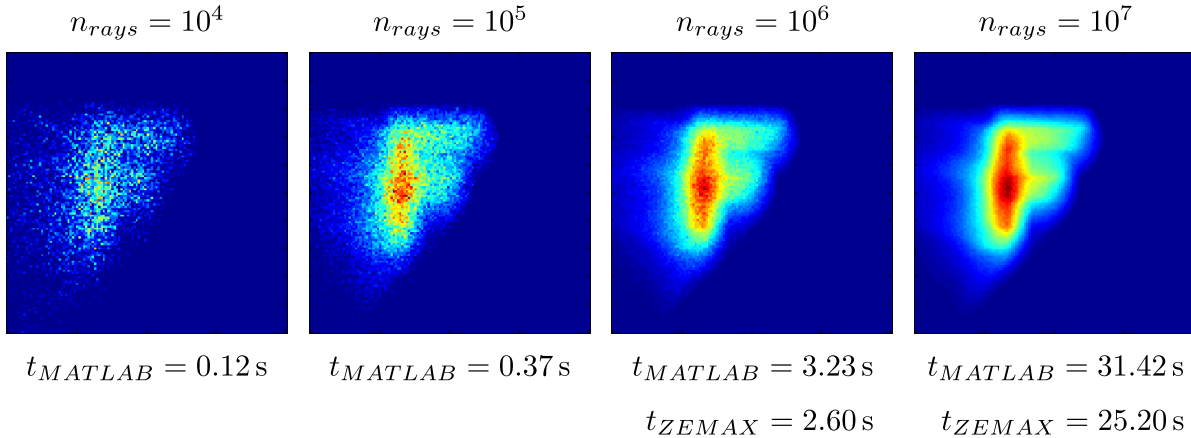 n_{rays} = 10^4
n_{rays} = 10^5
n_{rays} = 10^6
n_{rays} = 10^7
t_{MATLAB} = 0.12 s
t_{MATLAB} = 0.37 s
t_{MATLAB} = 3.23 s
t_{MATLAB} = 31.42 s
t_{ZEMAX} = 2.60 s
t_{ZEMAX} = 25.20 s